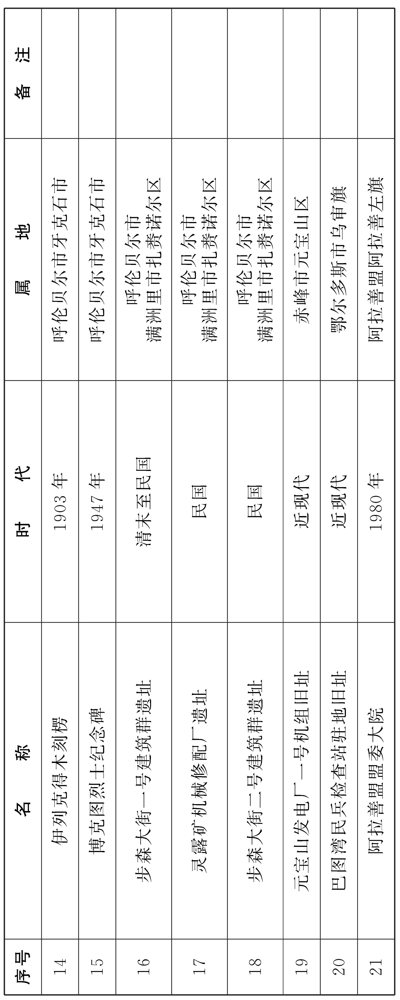 序号 名称 时代 属地 备注
14 伊列克得木刻楞 1903 年 呼伦贝尔市牙克石市
15 博克图烈士纪念碑 1947 年 呼伦贝尔市牙克石市
16 步森大街一号建筑群遗址 清末至民国 呼伦贝尔市
满洲里市扎赉诺尔区
17 灵露矿机械修配厂遗址 民国 呼伦贝尔市
满洲里市扎赉诺尔区
18 步森大街二号建筑群遗址 民国 呼伦贝尔市
满洲里市扎赉诺尔区
19 元宝山发电厂一号机组旧址 近现代 赤峰市元宝山区
20 巴图湾民兵检查站驻地旧址 近现代 鄂尔多斯市乌审旗
21 阿拉善盟盟委大院 1980 年 阿拉善盟阿拉善左旗